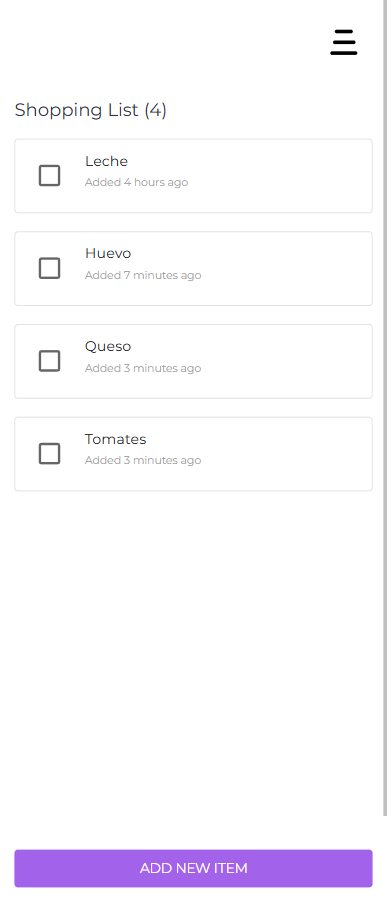 Shopping List (4)
Leche
Added 4 hours ago
Huevo
Added 7 minutes ago
Queso
Added 3 minutes ago
Tomates
Added 3 minutes ago
ADD NEW ITEM